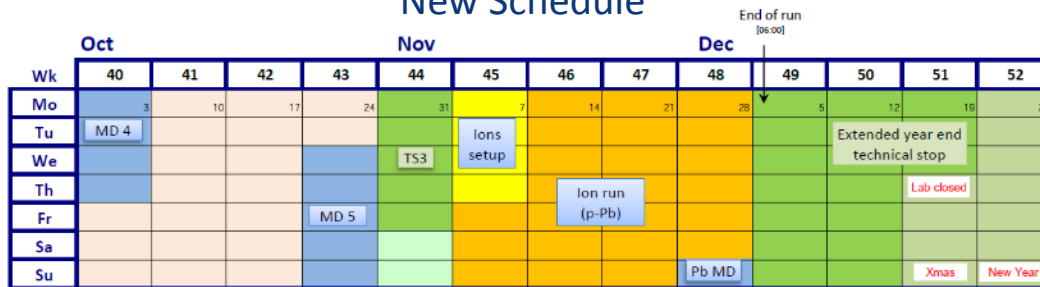 New Schedule
End of run
[06:00]
Oct Nov Dec
Wk 40 41 42 43 44 45 46 47 48 49 50 51 52
Mo 3 10 17 24 31 7 14 21 28 5 12 19
Tu MD 4 Ions setup Extended year end technical stop
We TS3
Th Ion run (p-Pb) Lab closed
Fr MD 5
Sa
Su Pb MD Xmas New Year